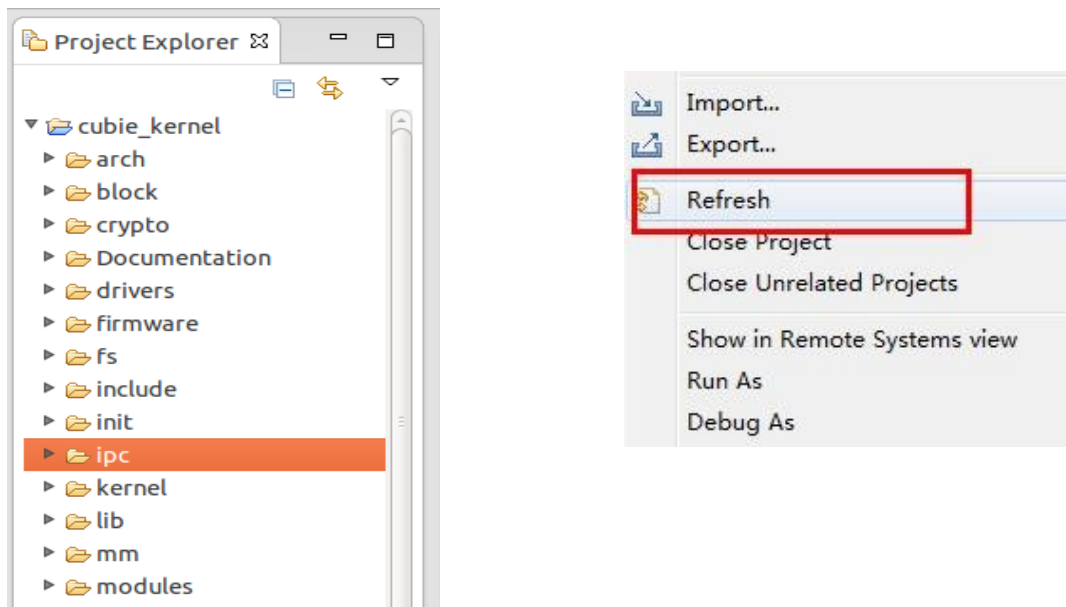 Project Explorer
cubie_kernel
arch
block
crypto
Documentation
drivers
firmware
fs
include
init
ipc
kernel
lib
mm
modules
Import...
Export...
Refresh
Close Project
Close Unrelated Projects
Show in Remote Systems view
Run As
Debug As